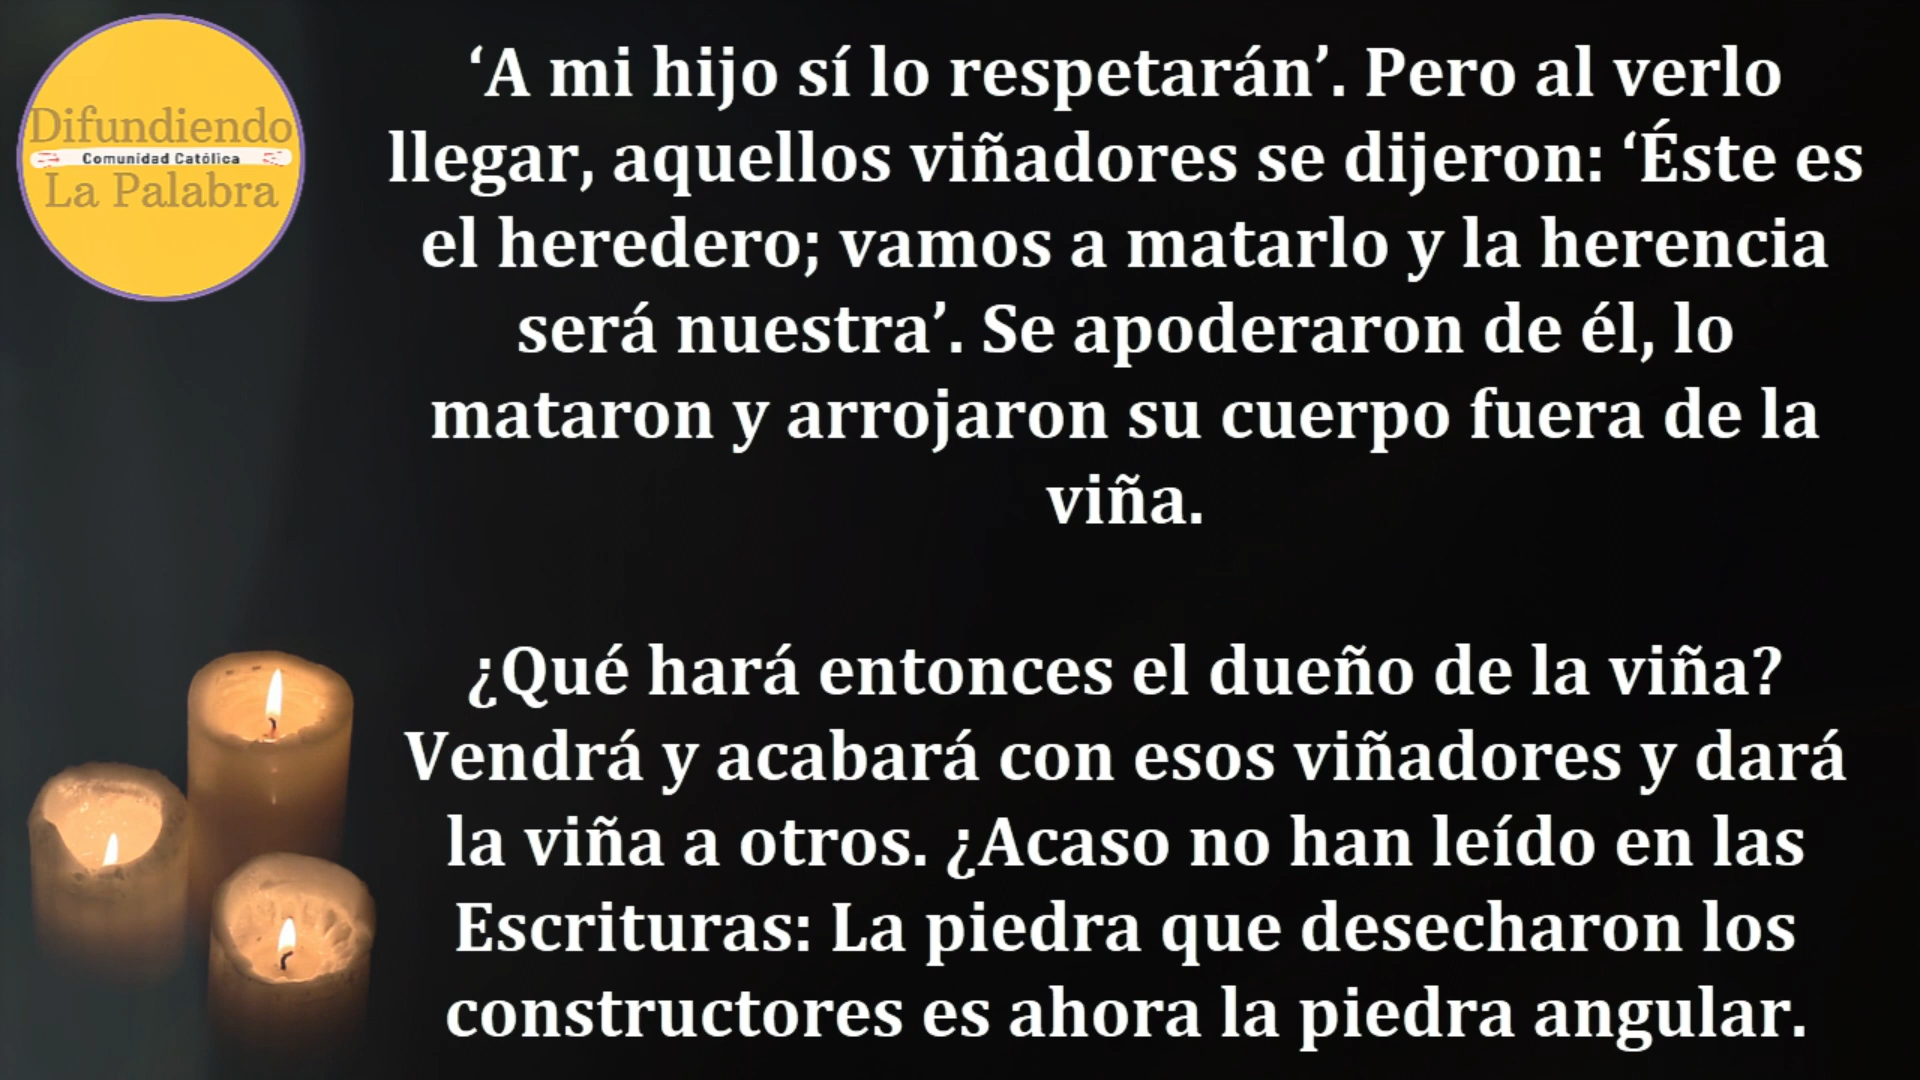 Difundiendo
Comunidad Católica
La Palabra
‘A mi hijo sí lo respetarán’. Pero al verlo
llegar, aquellos viñadores se dijeron: ‘Éste es
el heredero; vamos a matarlo y la herencia
será nuestra’. Se apoderaron de él, lo
mataron y arrojaron su cuerpo fuera de la
viña.
¿Qué hará entonces el dueño de la viña?
Vendrá y acabará con esos viñadores y dará
la viña a otros. ¿Acaso no han leído en las
Escrituras: La piedra que desecharon los
constructores es ahora la piedra angular.